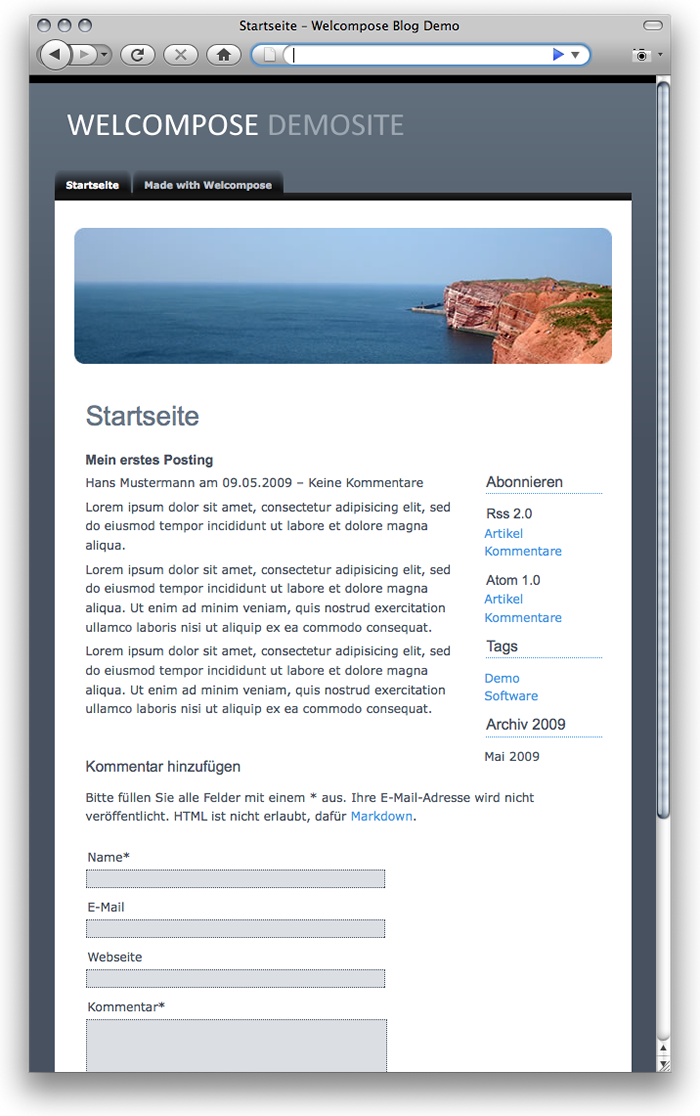 Startseite – Welcompose Blog Demo
WELCOMPOSE DEMOSITE
Startseite
Made with Welcompose
Startseite
Mein erstes Posting
Hans Mustermann am 09.05.2009 – Keine Kommentare
Lorem ipsum dolor sit amet, consectetur adipisicing elit, sed
do eiusmod tempor incididunt ut labore et dolore magna
aliqua.
Lorem ipsum dolor sit amet, consectetur adipisicing elit, sed
do eiusmod tempor incididunt ut labore et dolore magna
aliqua. Ut enim ad minim veniam, quis nostrud exercitation
ullamco laboris nisi ut aliquip ex ea commodo consequat.
Lorem ipsum dolor sit amet, consectetur adipisicing elit, sed
do eiusmod tempor incididunt ut labore et dolore magna
aliqua. Ut enim ad minim veniam, quis nostrud exercitation
ullamco laboris nisi ut aliquip ex ea commodo consequat.
Abonnieren
Rss 2.0
Artikel
Kommentare
Atom 1.0
Artikel
Kommentare
Tags
Demo
Software
Archiv 2009
Mai 2009
Kommentar hinzufügen
Bitte füllen Sie alle Felder mit einem * aus. Ihre E-Mail-Adresse wird nicht
veröffentlicht. HTML ist nicht erlaubt, dafür Markdown.
Name*
E-Mail
Webseite
Kommentar*